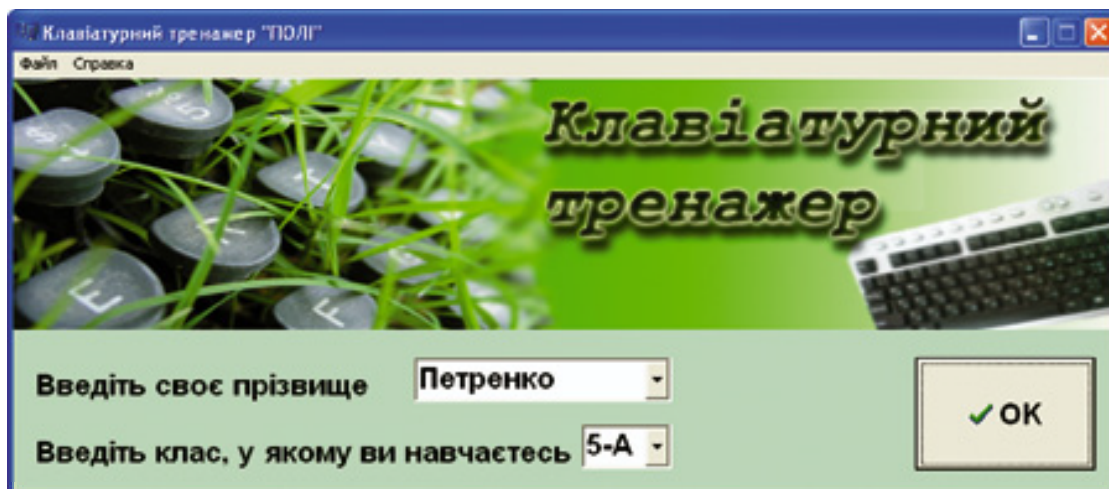 Клавіатурний тренажер "ПОЛІ"
Файл Справка
Клавіатурний
тренажер
Введіть своє прізвище Петренко
Введіть клас, у якому ви навчаєтесь 5-А
OK